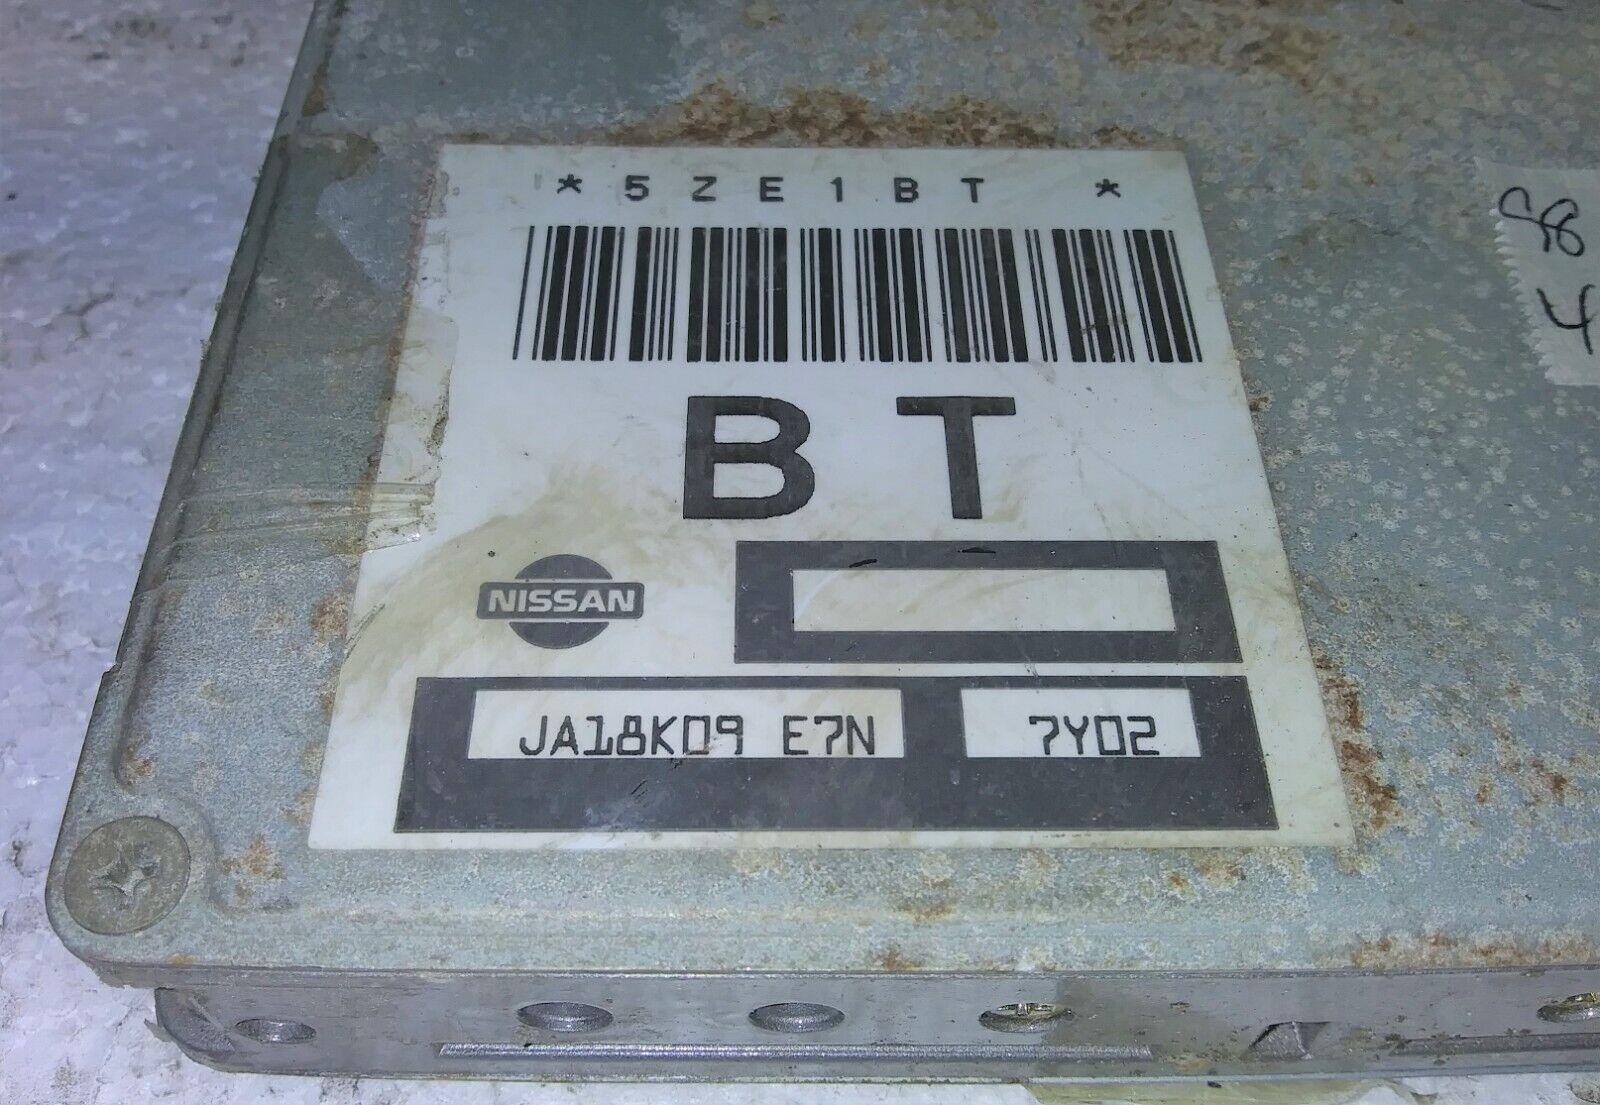 *5ZE1BT *
BT
NISSAN
JA18K09 E7N 7Y02
98
4